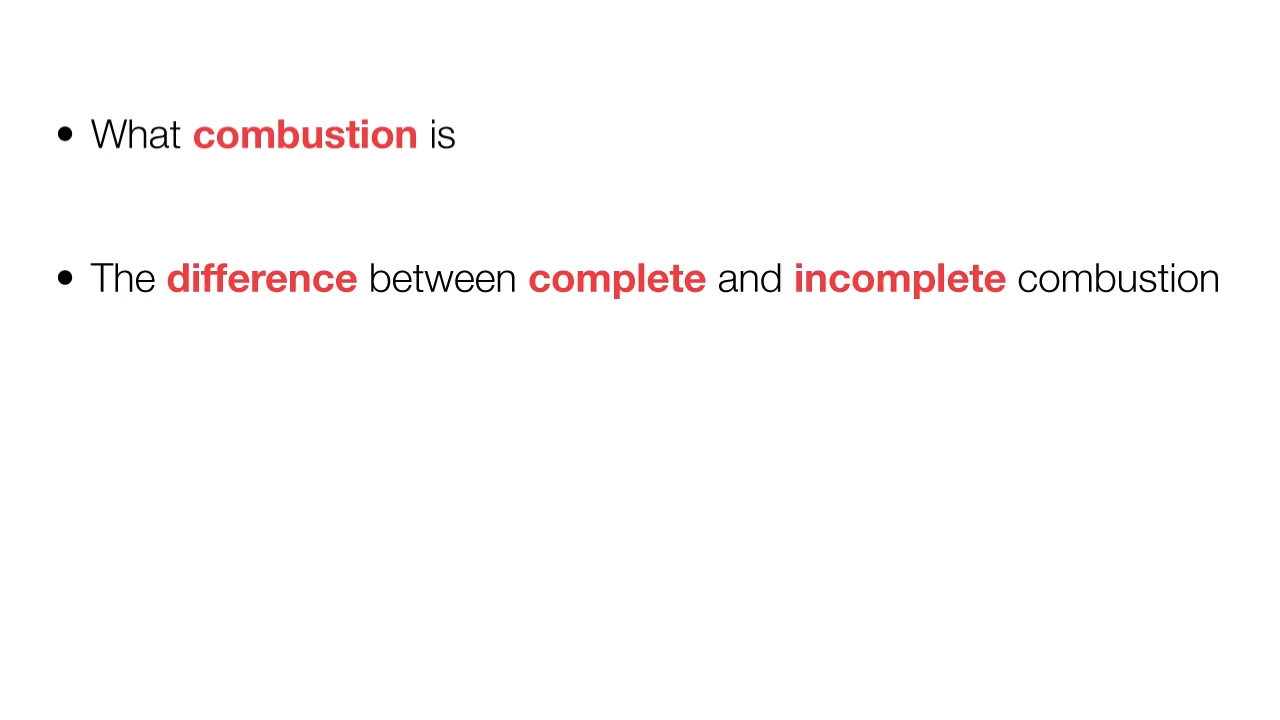 • What combustion is
• The difference between complete and incomplete combustion